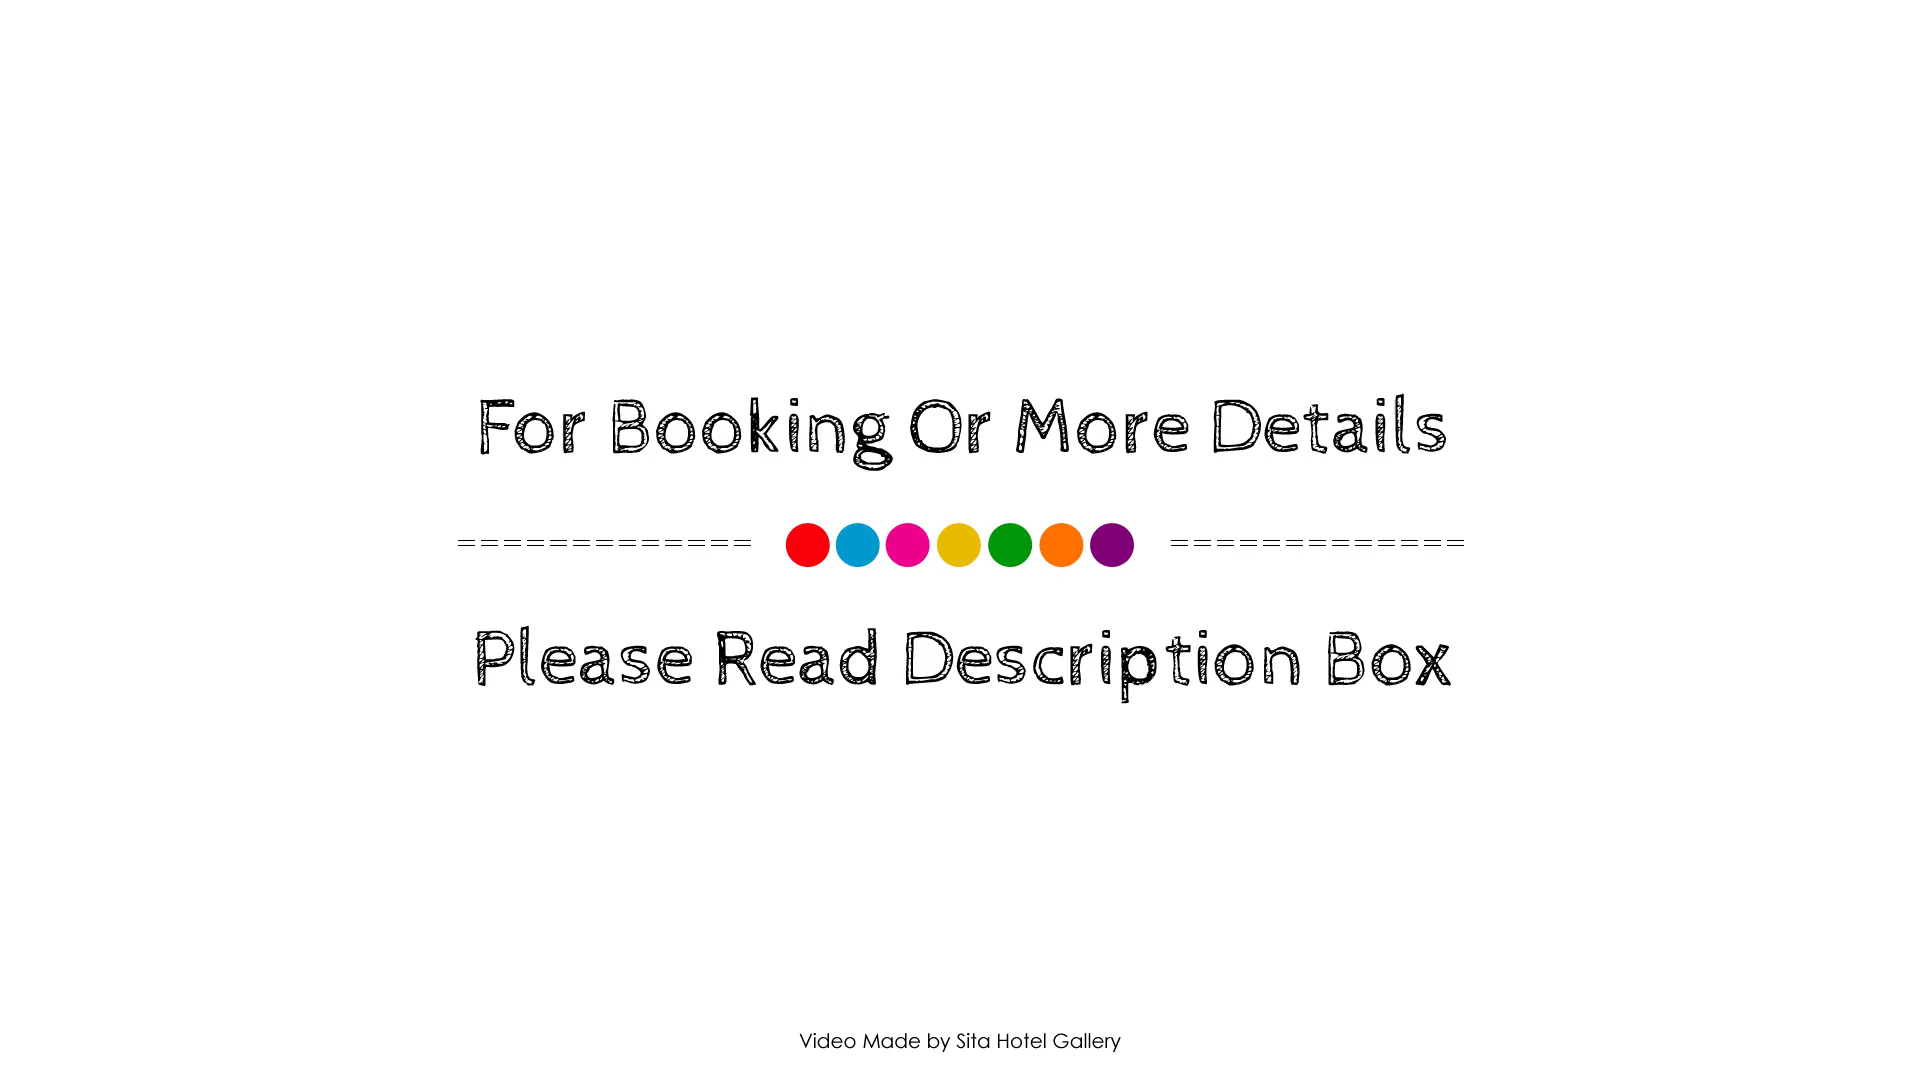 For Booking Or More Details
============= =============
Please Read Description Box
Video Made by Sita Hotel Gallery